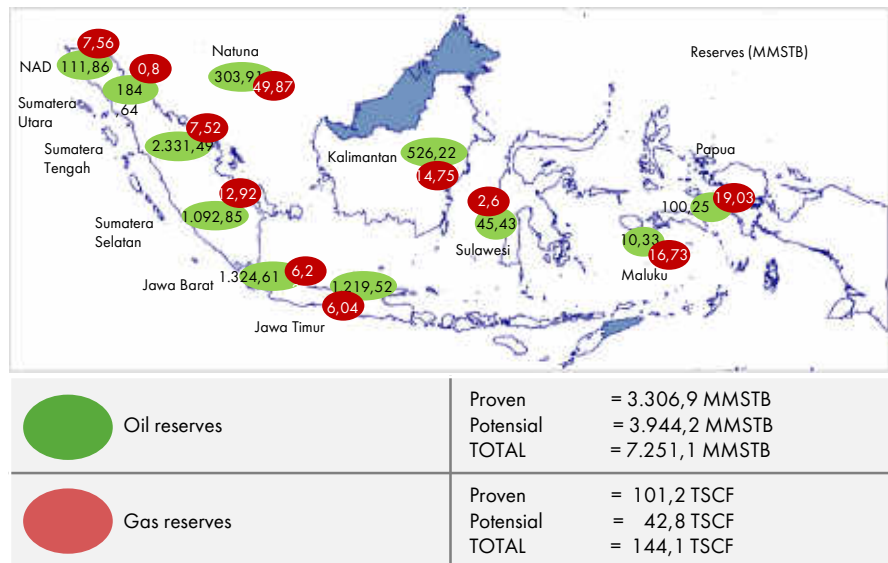 7,56
NAD
111,86
0,8
Natuna
303,91
49,87
Reserves (MMSTB)
184
64
Sumatera
Utara
7,52
2.331,49
Sumatera
Tengah
Kalimantan
526,22
14,75
Papua
100,25
19,03
12,92
1.092,85
Sumatera
Selatan
2,6
45,43
Sulawesi
10,33
16,73
Maluku
Jawa Barat
1.324,61
6,2
1.219,52
6,04
Jawa Timur
Oil reserves
Proven = 3.306,9 MMSTB
Potensial = 3.944,2 MMSTB
TOTAL = 7.251,1 MMSTB
Gas reserves
Proven = 101,2 TSCF
Potensial = 42,8 TSCF
TOTAL = 144,1 TSCF